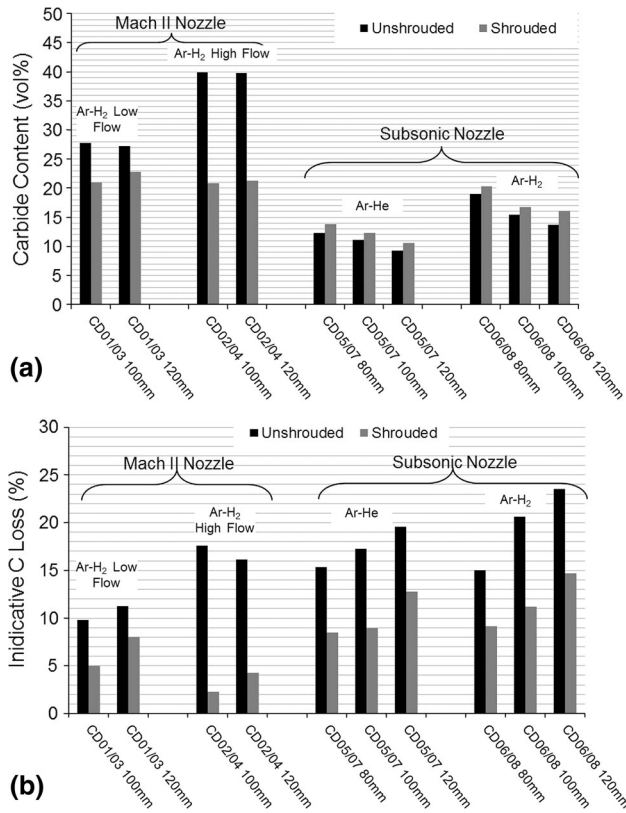 50
45
40
35
30
25
20
15
10
5
0
Carbide Content (vol%)
Mach II Nozzle
Unshrouded
Shrouded
Ar-H2 High Flow
Ar-H2 Low
Flow
Subsonic Nozzle
Ar-He
Ar-H2
CD01/03 100mm
CD01/03 120mm
CD02/04 100mm
CD02/04 120mm
CD05/07 80mm
CD05/07 100mm
CD05/07 120mm
CD06/08 80mm
CD06/08 100mm
CD06/08 120mm
(a)
30
25
20
15
10
5
0
Inidicative C Loss (%)
Unshrouded
Shrouded
Mach II Nozzle
Subsonic Nozzle
Ar-H2
High Flow
Ar-He
Ar-H2
Ar-H2 Low
Flow
CD01/03 100mm
CD01/03 120mm
CD02/04 100mm
CD02/04 120mm
CD05/07 80mm
CD05/07 100mm
CD05/07 120mm
CD06/08 80mm
CD06/08 100mm
CD06/08 120mm
(b)